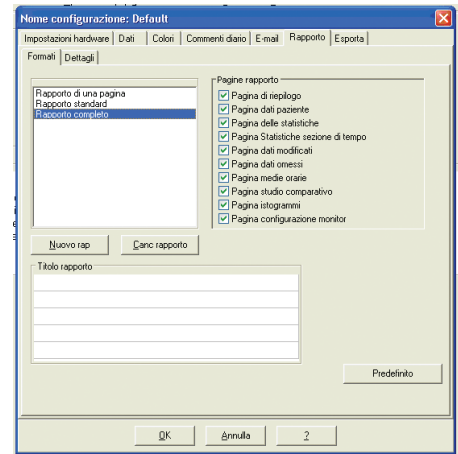 Nome configurazione: Default
Impostazioni hardware Dati Colori Commenti diario E-mail Rapporto Esporta
Formati Dettagli
Pagine rapporto
Rapporto di una pagina
Rapporto standard
Rapporto completo
Pagina di riepilogo
Pagina dati paziente
Pagina delle statistiche
Pagina Statistiche sezione di tempo
Pagina dati modificati
Pagina dati omessi
Pagina medie orarie
Pagina studio comparativo
Pagina istogrammi
Pagina configurazione monitor
Nuovo rap Canc rapporto
Titolo rapporto
Predefinito
OK Annulla ?